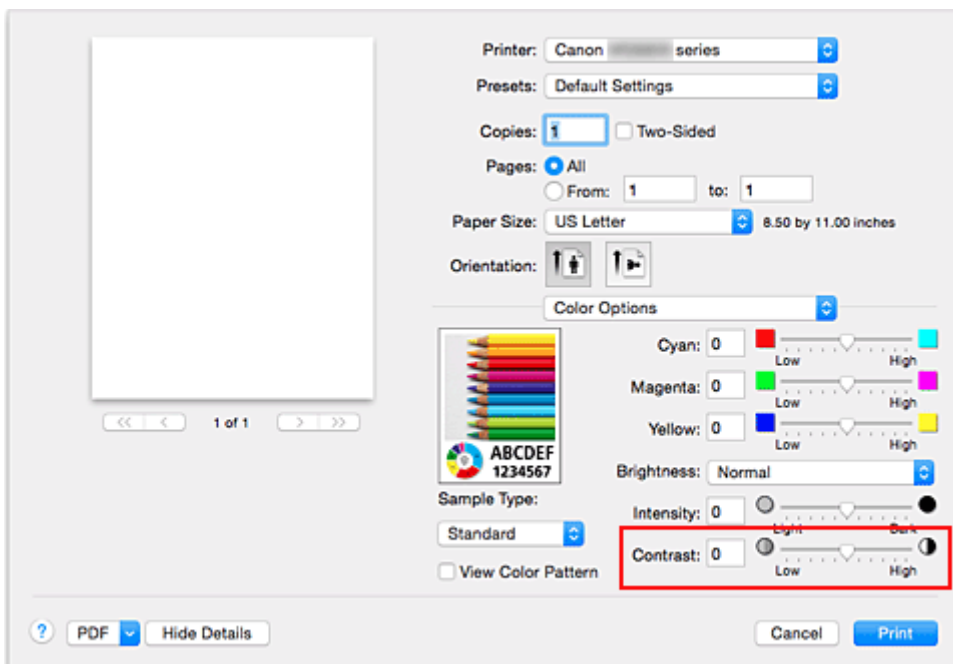 Printer: Canon series
Presets: Default Settings
Copies: 1 Two-Sided
Pages: All
From: 1 to: 1
Paper Size: US Letter 8.50 by 11.00 inches
Orientation:
Color Options
Cyan: 0
Low High
Magenta: 0
Low High
Yellow: 0
Low High
Brightness: Normal
Intensity: 0
Light Dark
Contrast: 0
Low High
ABCDEF
1234567
Sample Type:
Standard
View Color Pattern
1 of 1
? PDF Hide Details Cancel Print